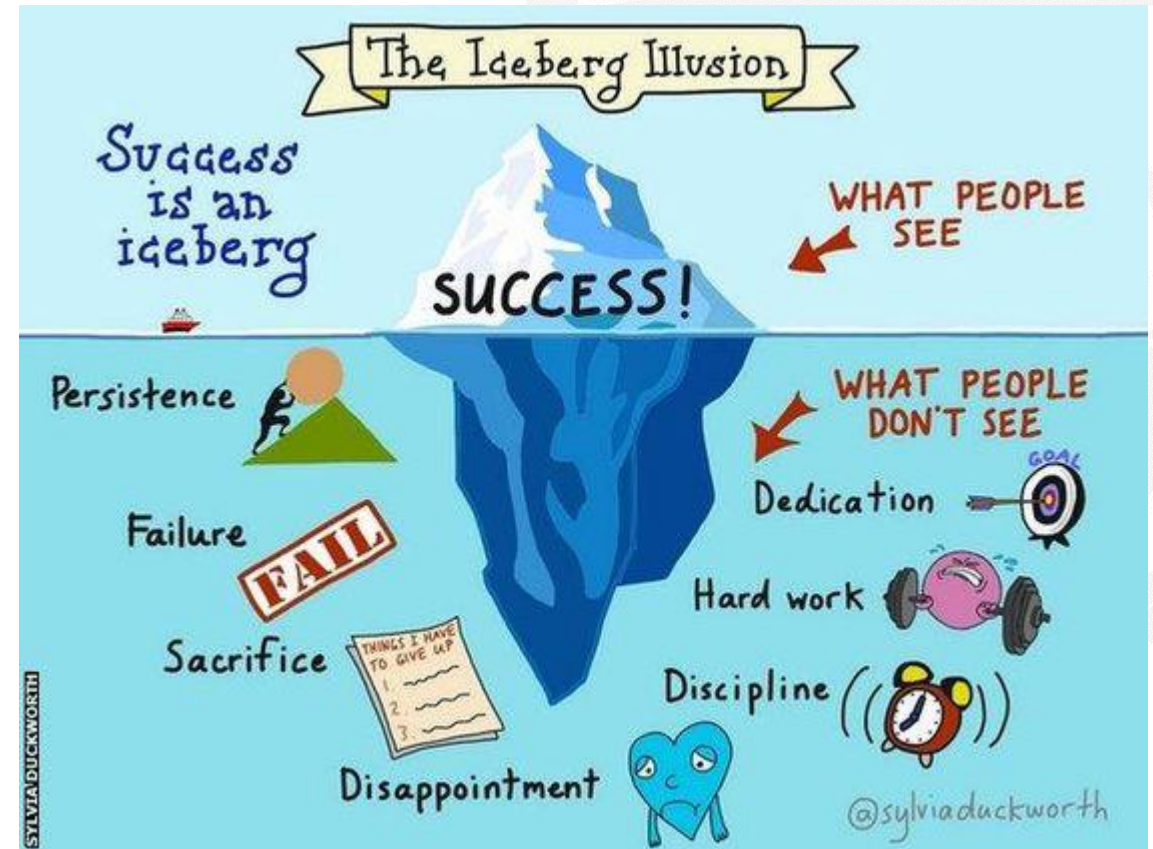 The Iceberg Illusion
Success
is an
iceberg
WHAT PEOPLE
SEE
SUCCESS!
Persistence
WHAT PEOPLE
DON'T SEE
GOAL
Dedication
Failure
FAIL
Hard work
Sacrifice
THINGS I HAVE
TO GIVE UP
1.
2.
3.
Discipline
Disappointment
@sylviaduckworth
SYLVIA DUCKWORTH